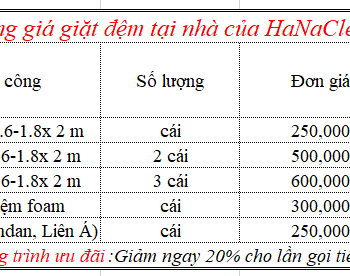 ng giá giặt đệm tại nhà của HaNaCle
công Số lượng Đơn giá
.6-1.8x 2 m cái 250,000
6-1.8x 2 m 2 cái 500,000
6-1.8x 2 m 3 cái 600,000
ệm foam cái 300,000
ndan, Liên Á) cái 250,000
g trình ưu đãi :Giảm ngay 20% cho lần gọi tiế